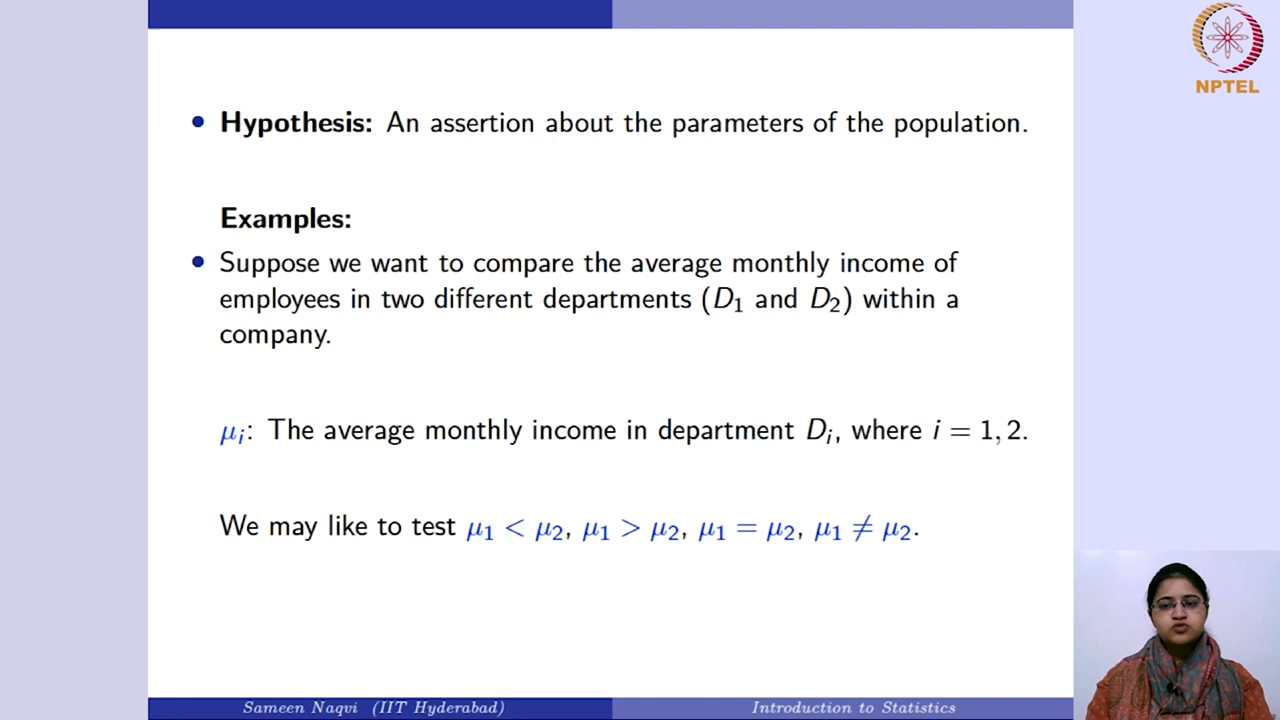 NPTEL
• Hypothesis: An assertion about the parameters of the population.
Examples:
• Suppose we want to compare the average monthly income of
employees in two different departments (D₁ and D₂) within a
company.
μᵢ: The average monthly income in department Dᵢ, where i = 1, 2.
We may like to test μ₁ < μ₂, μ₁ > μ₂, μ₁ = μ₂, μ₁ ≠ μ₂.
Sameen Naqvi (IIT Hyderabad) Introduction to Statistics